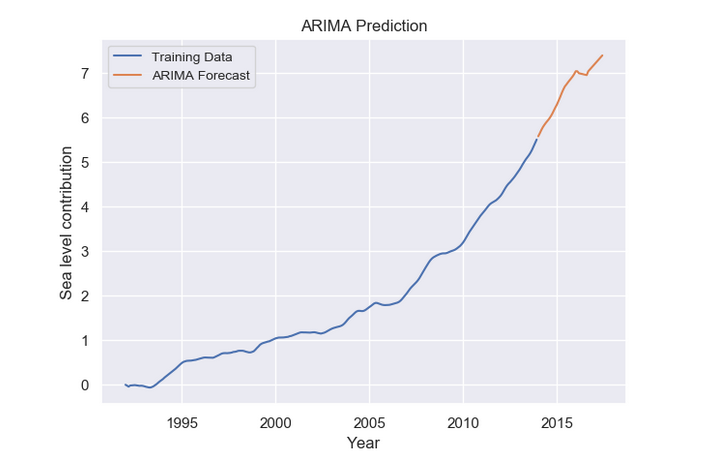 ARIMA Prediction
Training Data
ARIMA Forecast
7
6
5
4
3
2
1
0
Sea level contribution
1995 2000 2005 2010 2015
Year